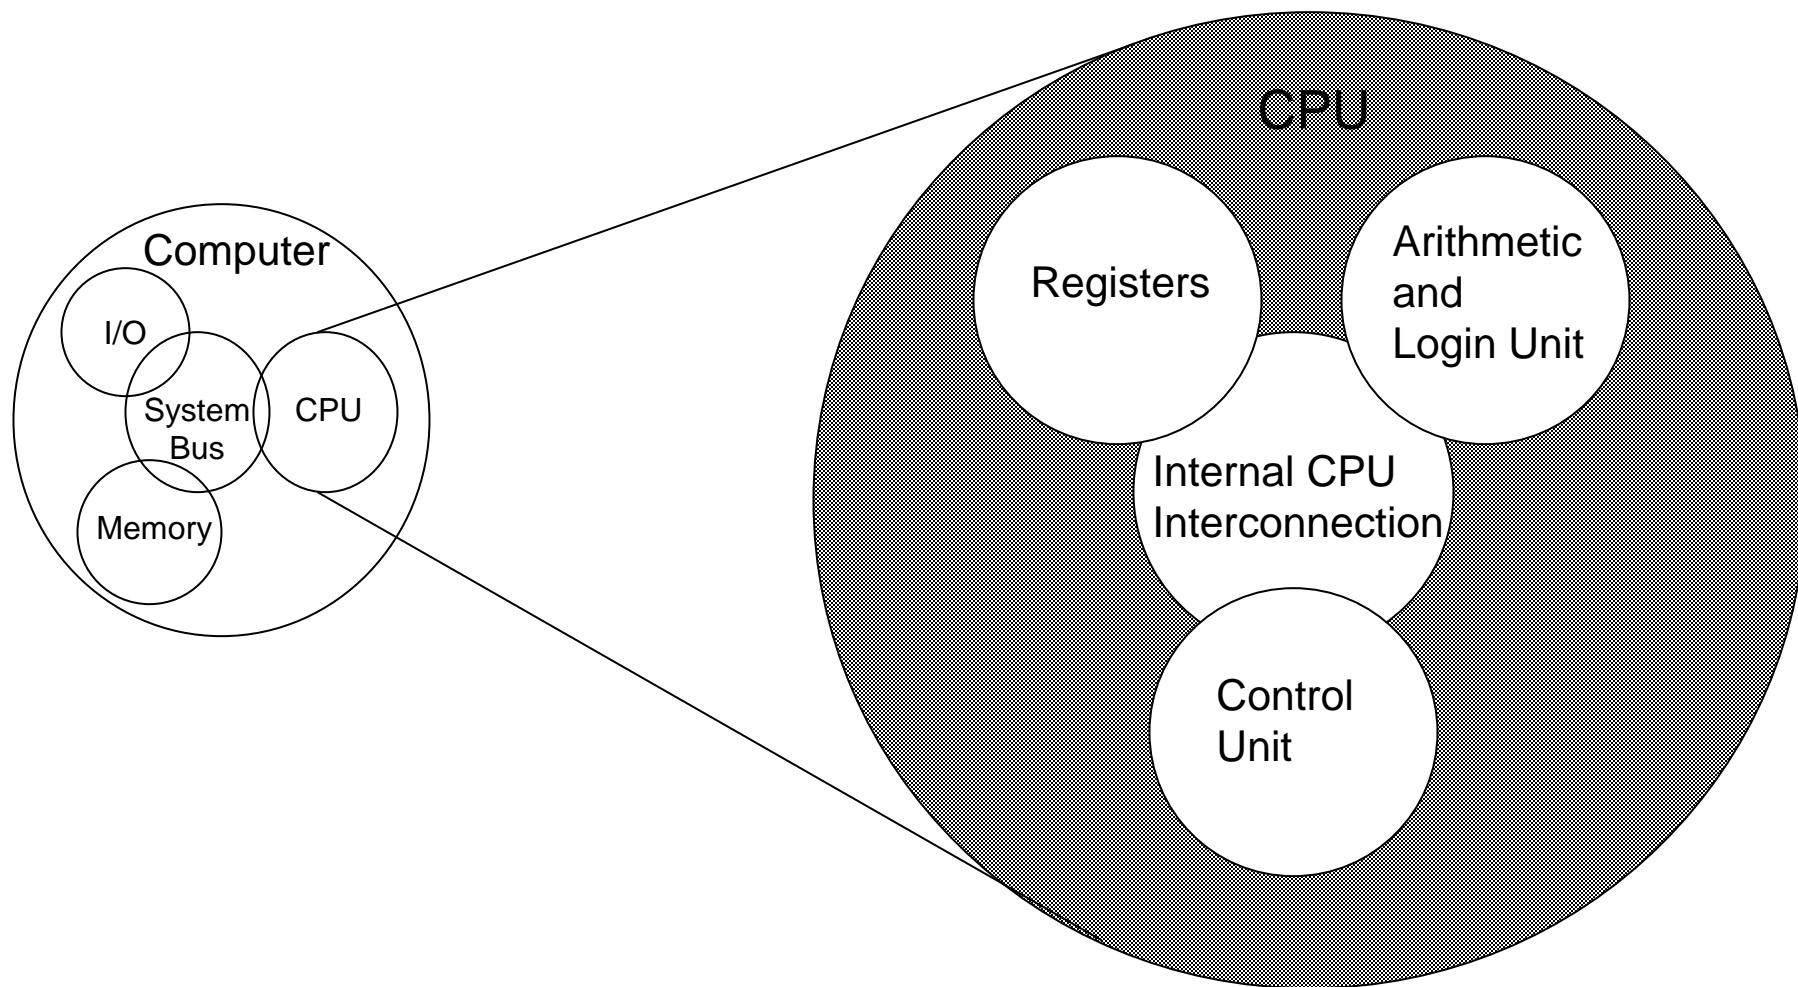 Computer
I/O
System
Bus
CPU
Memory
CPU
Registers
Arithmetic
and
Login Unit
Internal CPU
Interconnection
Control
Unit